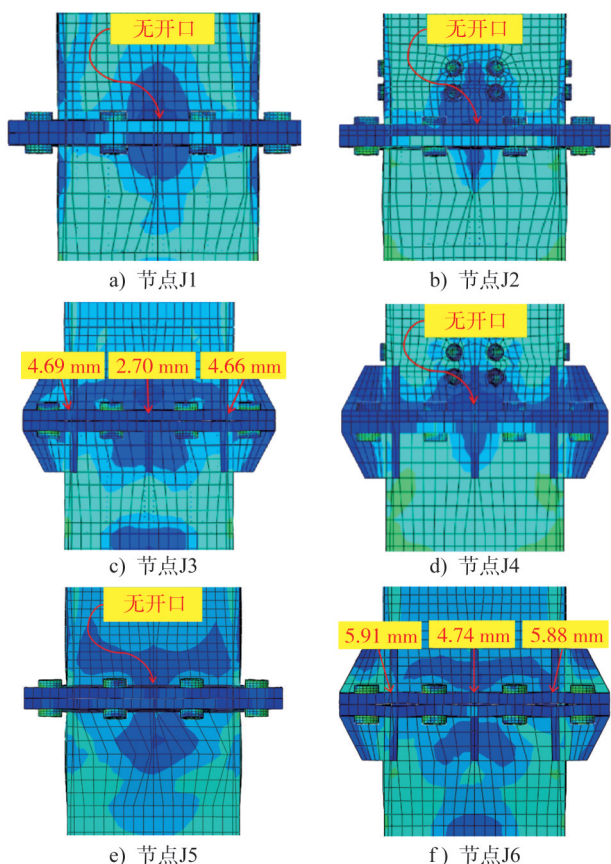 无开口
无开口
a) 节点J1
b) 节点J2
4.69 mm
2.70 mm
4.66 mm
无开口
c) 节点J3
d) 节点J4
无开口
5.91 mm
4.74 mm
5.88 mm
e) 节点J5
f) 节点J6